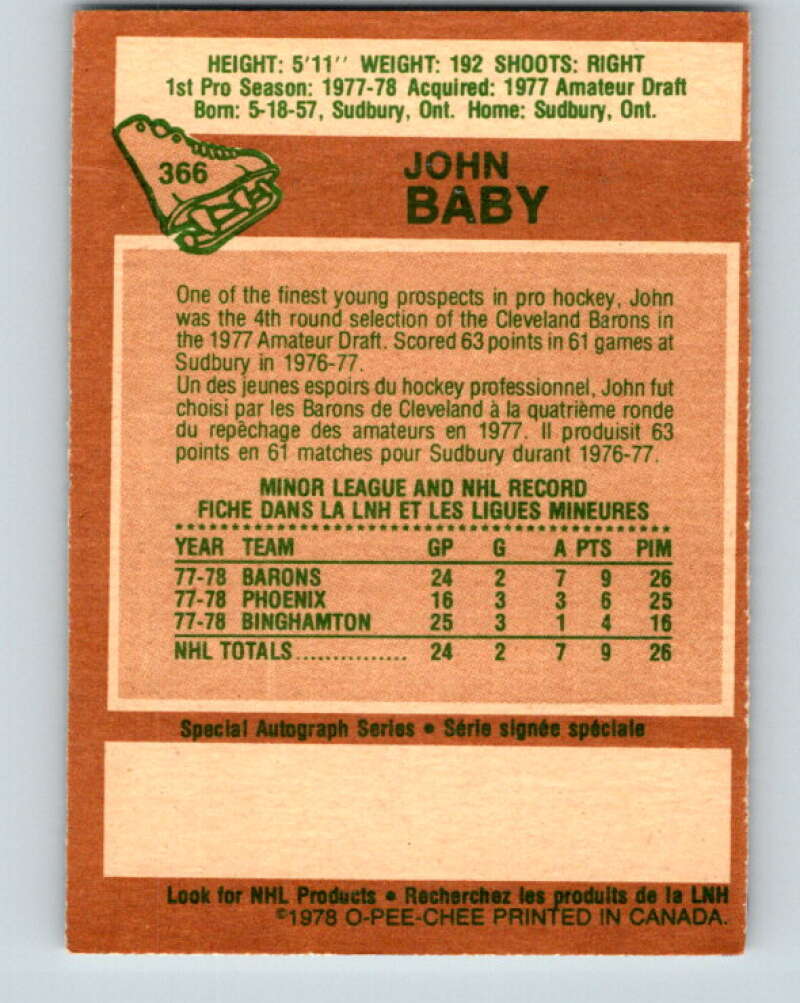 HEIGHT: 5'11'' WEIGHT: 192 SHOOTS: RIGHT
1st Pro Season: 1977-78 Acquired: 1977 Amateur Draft
Born: 5-18-57, Sudbury, Ont. Home: Sudbury, Ont.
366
JOHN
BABY
One of the finest young prospects in pro hockey, John
was the 4th round selection of the Cleveland Barons in
the 1977 Amateur Draft. Scored 63 points in 61 games at
Sudbury in 1976-77.
Un des jeunes espoirs du hockey professionnel, John fut
choisi par les Barons de Cleveland à la quatrième ronde
du repêchage des amateurs en 1977. Il produisit 63
points en 61 matches pour Sudbury durant 1976-77.
MINOR LEAGUE AND NHL RECORD
FICHE DANS LA LNH ET LES LIGUES MINEURES
YEAR TEAM GP G A PTS PIM
77-78 BARONS 24 2 7 9 26
77-78 PHOENIX 16 3 3 6 25
77-78 BINGHAMTON 25 3 1 4 16
NHL TOTALS............... 24 2 7 9 26
Special Autograph Series • Série signée spéciale
Look for NHL Products • Recherchez les produits de la LNH
©1978 O-PEE-CHEE PRINTED IN CANADA.